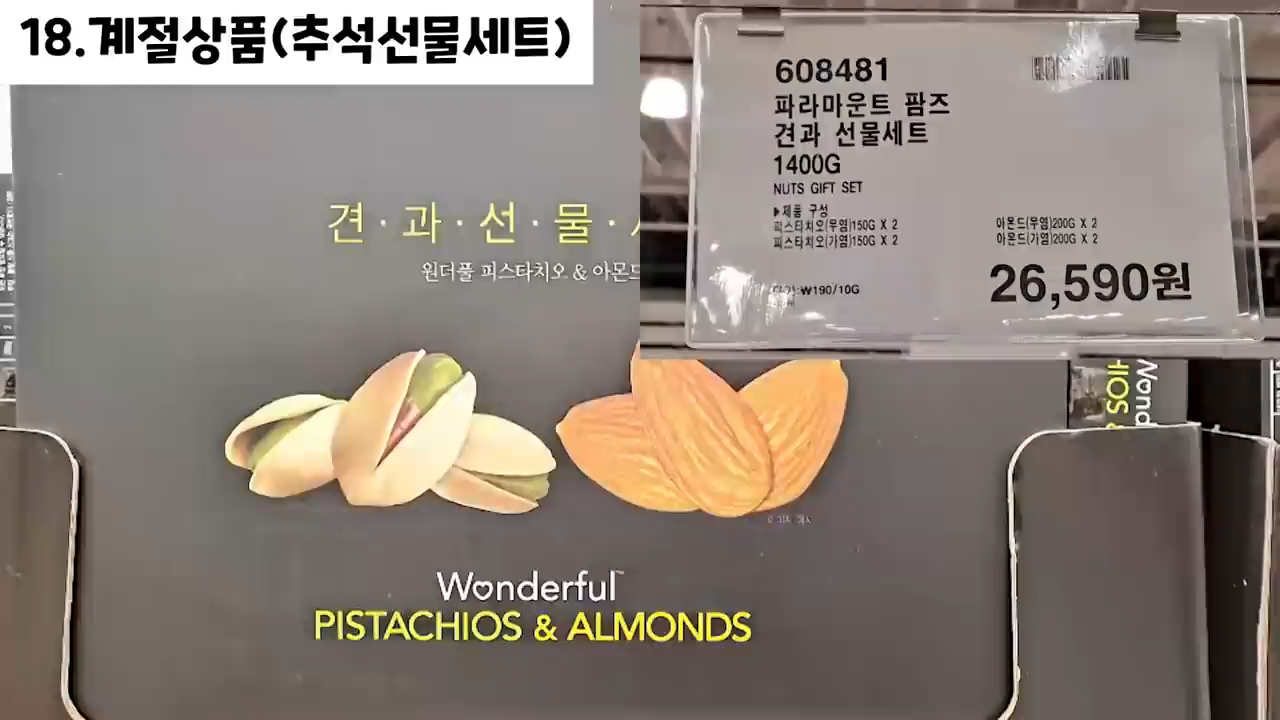 18.계절상품(추석선물세트)
견·과·선·물·
원더풀 피스타치오 & 아몬드
Wonderful
PISTACHIOS & ALMONDS
608481
파라마운트 팜즈
견과 선물세트
1400G
NUTS GIFT SET
▶제품 구성
피스타치오(무염)150G X 2
피스타치오(가염)150G X 2
아몬드(무염)200G X 2
아몬드(가염)200G X 2
26,590원
₩190/10G